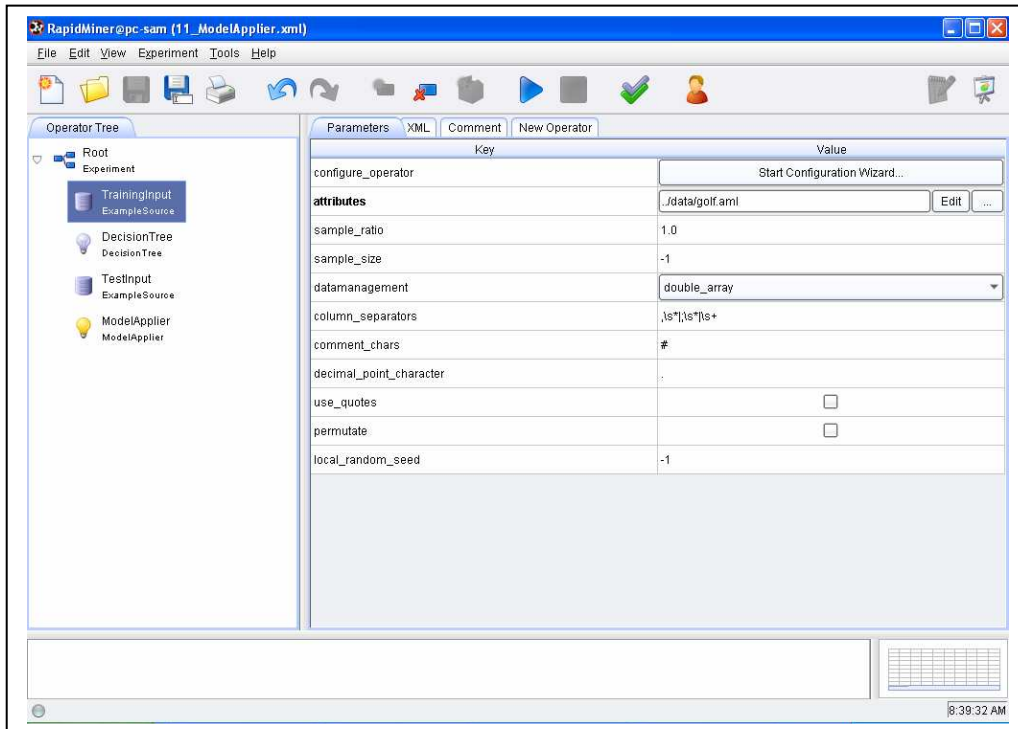 RapidMiner@pc-sam (11_ModelApplier.xml)
File Edit View Experiment Tools Help
Operator Tree
Parameters XML Comment New Operator
Root
Experiment
TrainingInput
ExampleSource
DecisionTree
DecisionTree
TestInput
ExampleSource
ModelApplier
ModelApplier
Key Value
configure_operator Start Configuration Wizard...
attributes ../data/golf.aml Edit ...
sample_ratio 1.0
sample_size -1
datamanagement double_array
column_separators ,\s*|;\s*|\s+
comment_chars #
decimal_point_character .
use_quotes
permutate
local_random_seed -1
8:39:32 AM